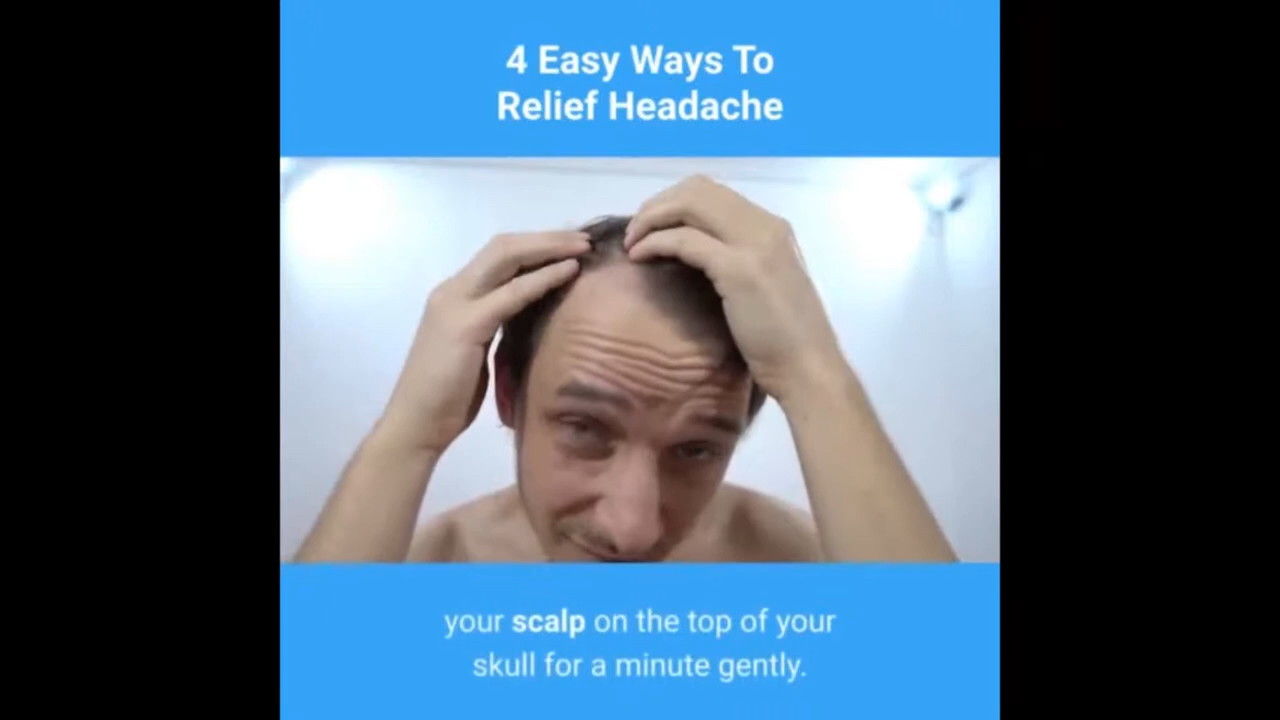 4 Easy Ways To
Relief Headache
your scalp on the top of your
skull for a minute gently.